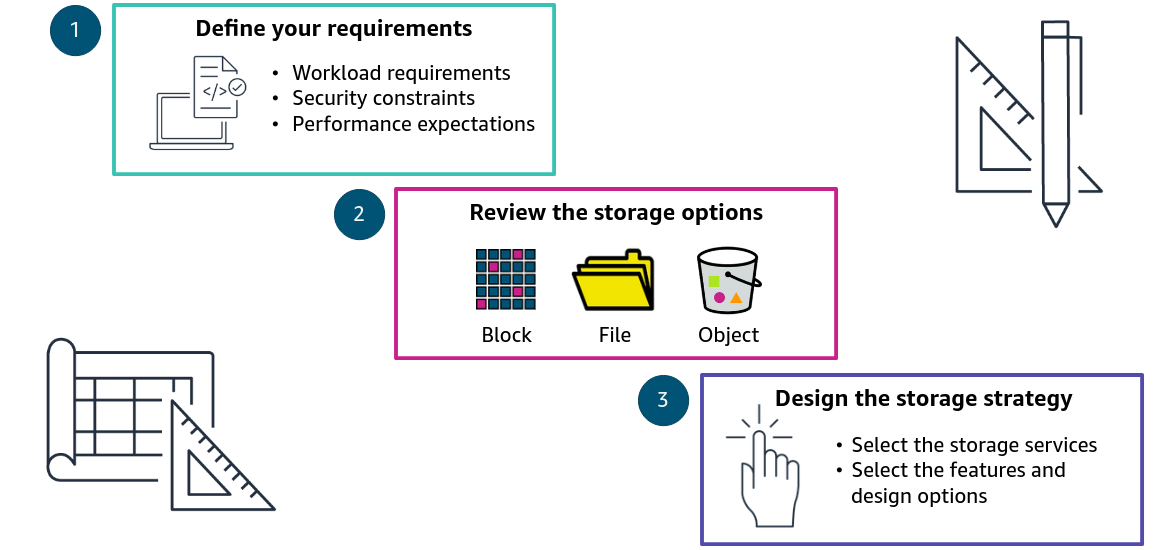 1
Define your requirements
</>
• Workload requirements
• Security constraints
• Performance expectations
2
Review the storage options
Block
File
Object
3
Design the storage strategy
• Select the storage services
• Select the features and
design options